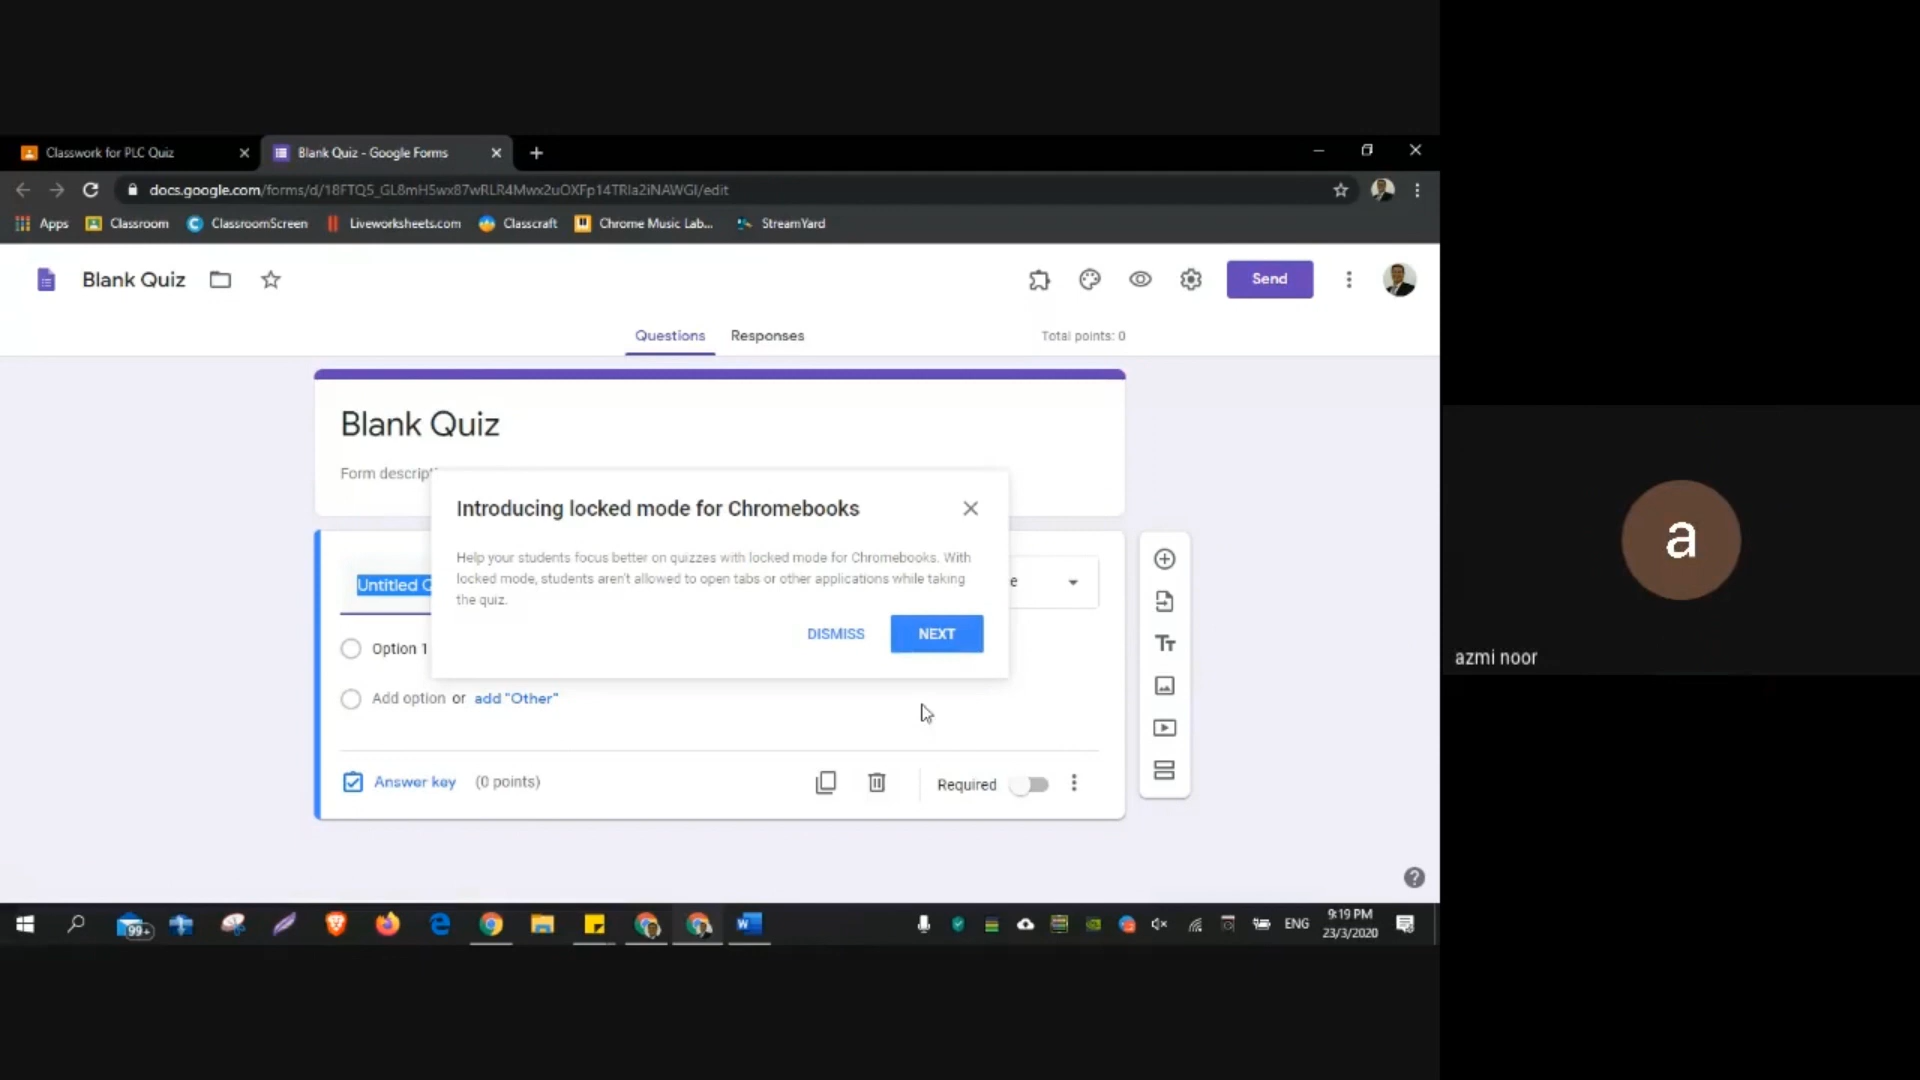 Classwork for PLC Quiz
Blank Quiz - Google Forms
docs.google.com/forms/d/18FTQ5_GL8mH5wx87wRLR4Mwx2uOXFp14TRla2iNAWGI/edit
Apps Classroom ClassroomScreen Liveworksheets.com Classcraft Chrome Music Lab... StreamYard
Blank Quiz
Send
Questions Responses Total points: 0
Blank Quiz
Form descript
Introducing locked mode for Chromebooks
Help your students focus better on quizzes with locked mode for Chromebooks. With
locked mode, students aren't allowed to open tabs or other applications while taking
the quiz.
DISMISS NEXT
Untitled Q
e
Option 1
Add option or add "Other"
Answer key (0 points)
Required
a
azmi noor
99+
ENG
9:19 PM
23/3/2020